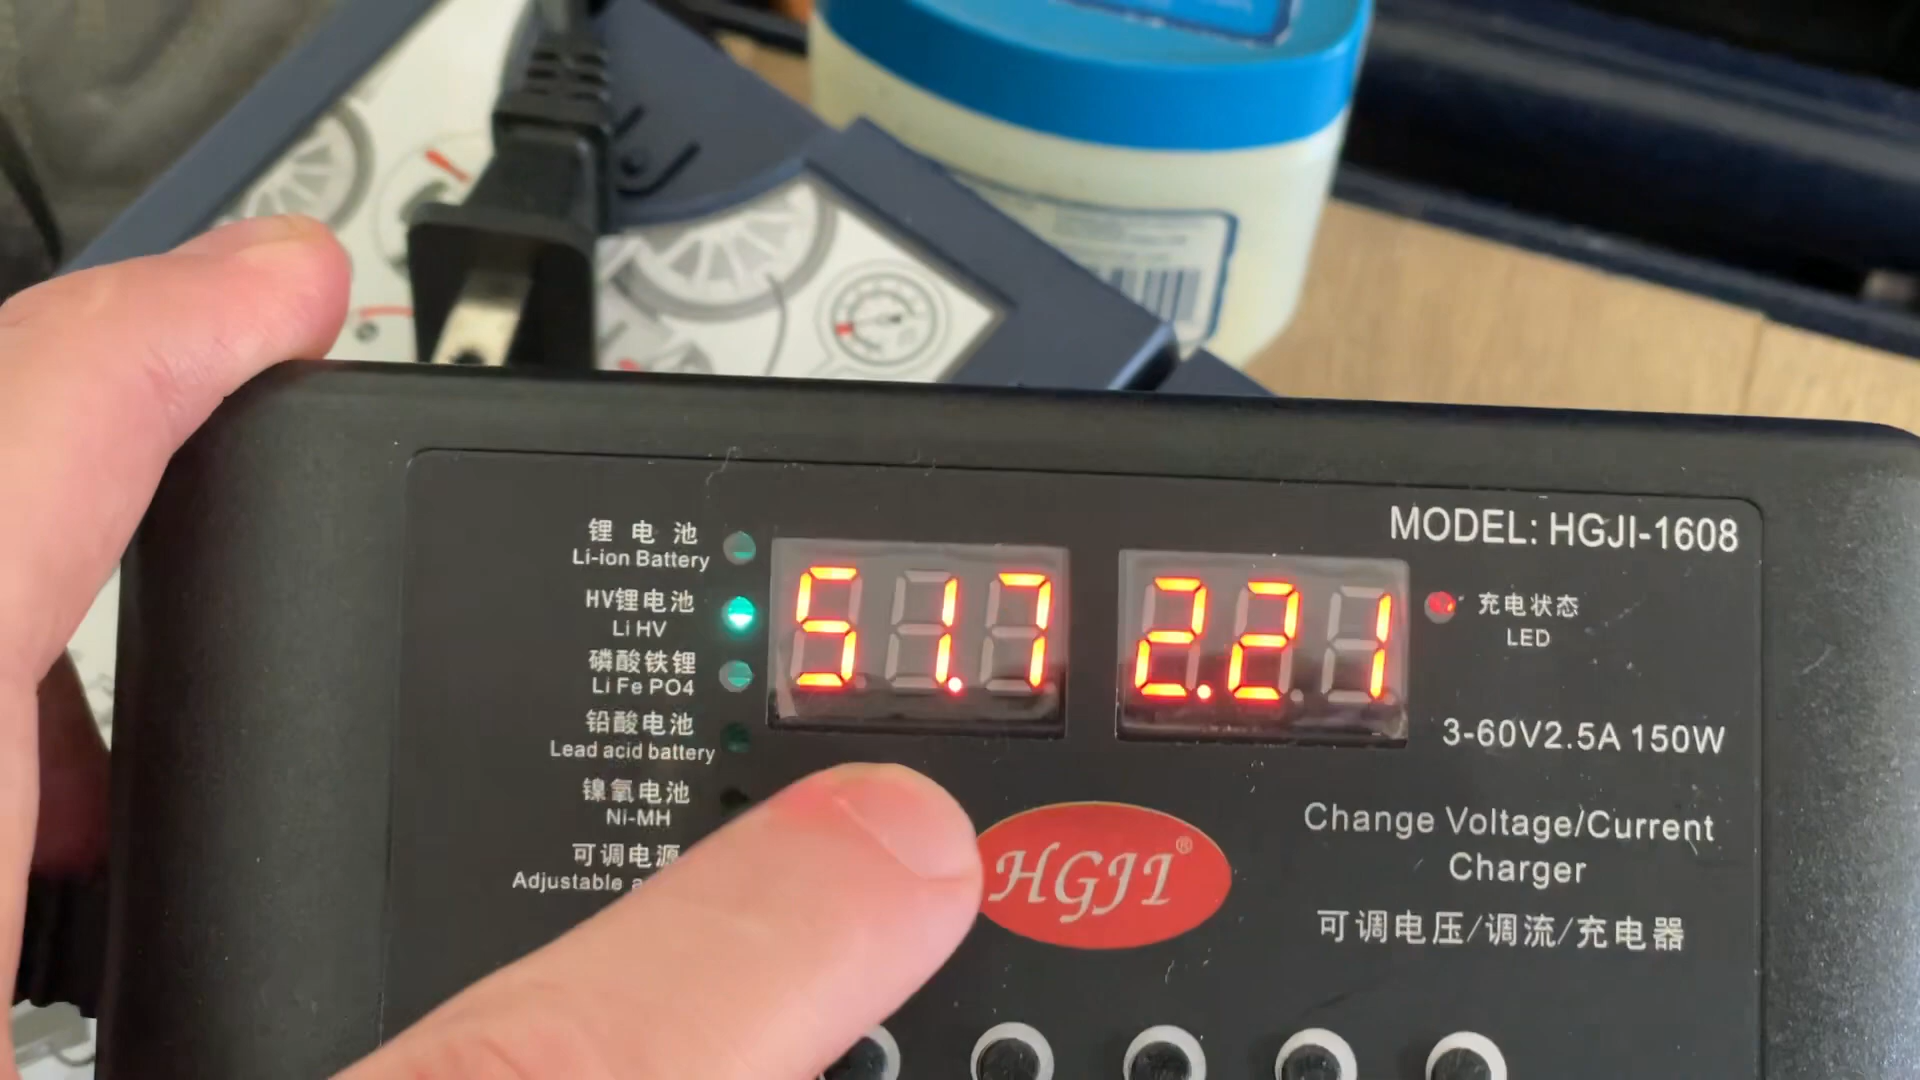 锂电池
Li-ion Battery
HV锂电池
Li HV
磷酸铁锂
Li Fe PO4
铅酸电池
Lead acid battery
镍氧电池
Ni-MH
可调电源
Adjustable
51.7
2.21
MODEL: HGJI-1608
充电状态
LED
3-60V2.5A 150W
HGJI®
Change Voltage/Current
Charger
可调电压/调流/充电器